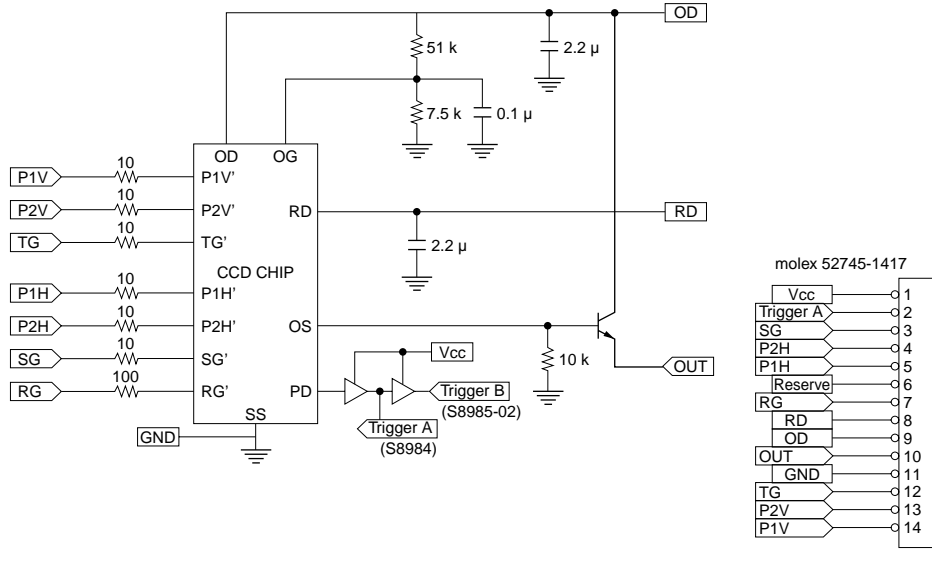 OD
51 k
2.2 µ
7.5 k
0.1 µ
OD OG
P1V 10 P1V'
P2V 10 P2V'
RD
RD
TG 10 TG'
2.2 µ
CCD CHIP
P1H 10 P1H'
P2H 10 P2H'
OS
SG 10 SG'
10 k
OUT
Vcc
RG 100 RG'
PD
Trigger B
(S8985-02)
SS
Trigger A
(S8984)
GND
molex 52745-1417
Vcc 1
Trigger A 2
SG 3
P2H 4
P1H 5
Reserve 6
RG 7
RD 8
OD 9
OUT 10
GND 11
TG 12
P2V 13
P1V 14